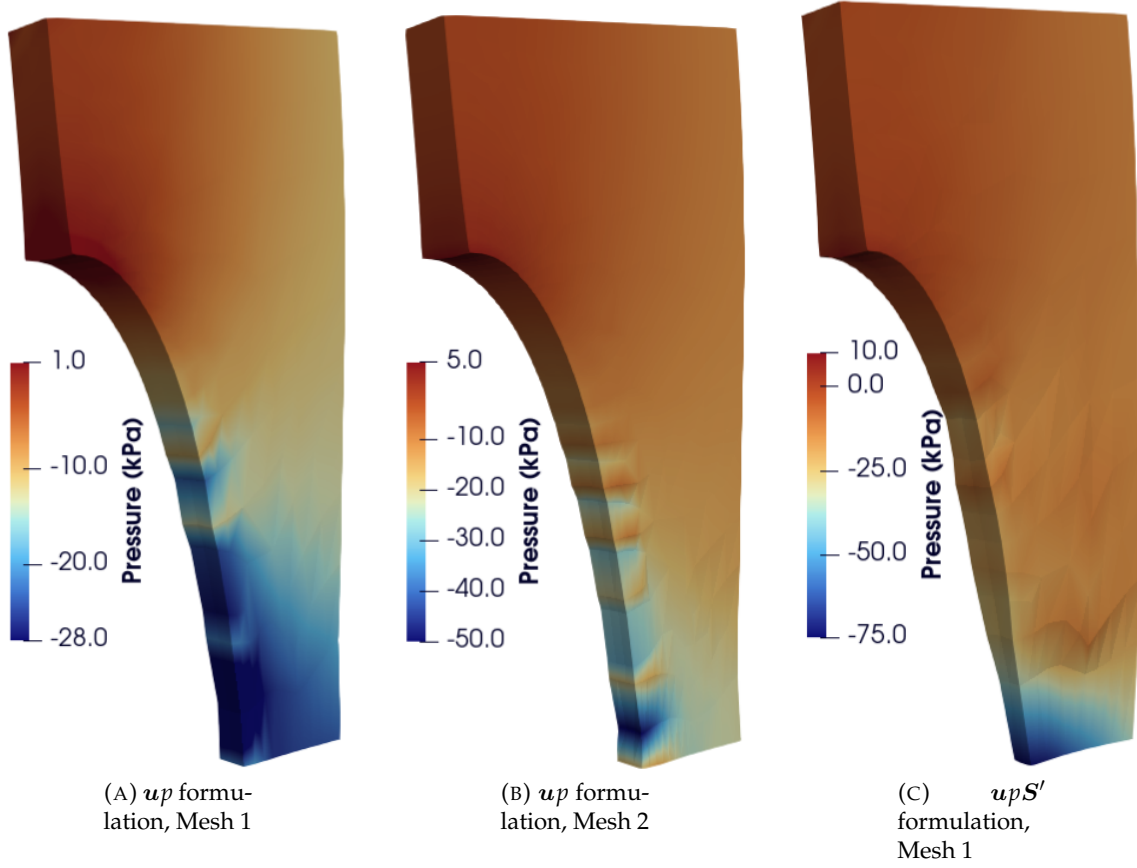 1.0
-10.0
-20.0
-28.0
Pressure (kPa)
5.0
-10.0
-20.0
-30.0
-40.0
-50.0
Pressure (kPa)
10.0
0.0
-25.0
-50.0
-75.0
Pressure (kPa)
(A) up formu-
lation, Mesh 1
(B) up formu-
lation, Mesh 2
(C) upS′
formulation,
Mesh 1